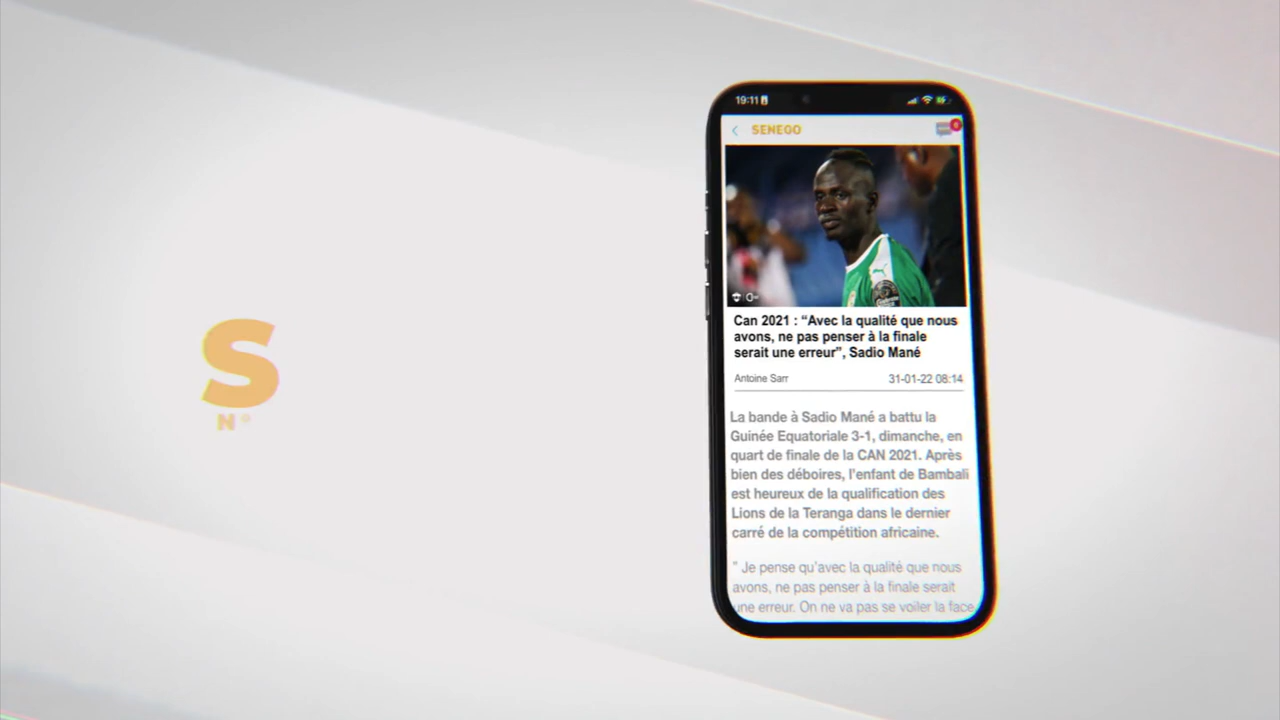 S
N°
19:11
SENEGO
0
Can 2021 : “Avec la qualité que nous
avons, ne pas penser à la finale
serait une erreur”, Sadio Mané
Antoine Sarr
31-01-22 08:14
La bande à Sadio Mané a battu la
Guinée Equatoriale 3-1, dimanche, en
quart de finale de la CAN 2021. Après
bien des déboires, l'enfant de Bambali
est heureux de la qualification des
Lions de la Teranga dans le dernier
carré de la compétition africaine.
" Je pense qu'avec la qualité que nous
avons, ne pas penser à la finale serait
une erreur. On ne va pas se voiler la face